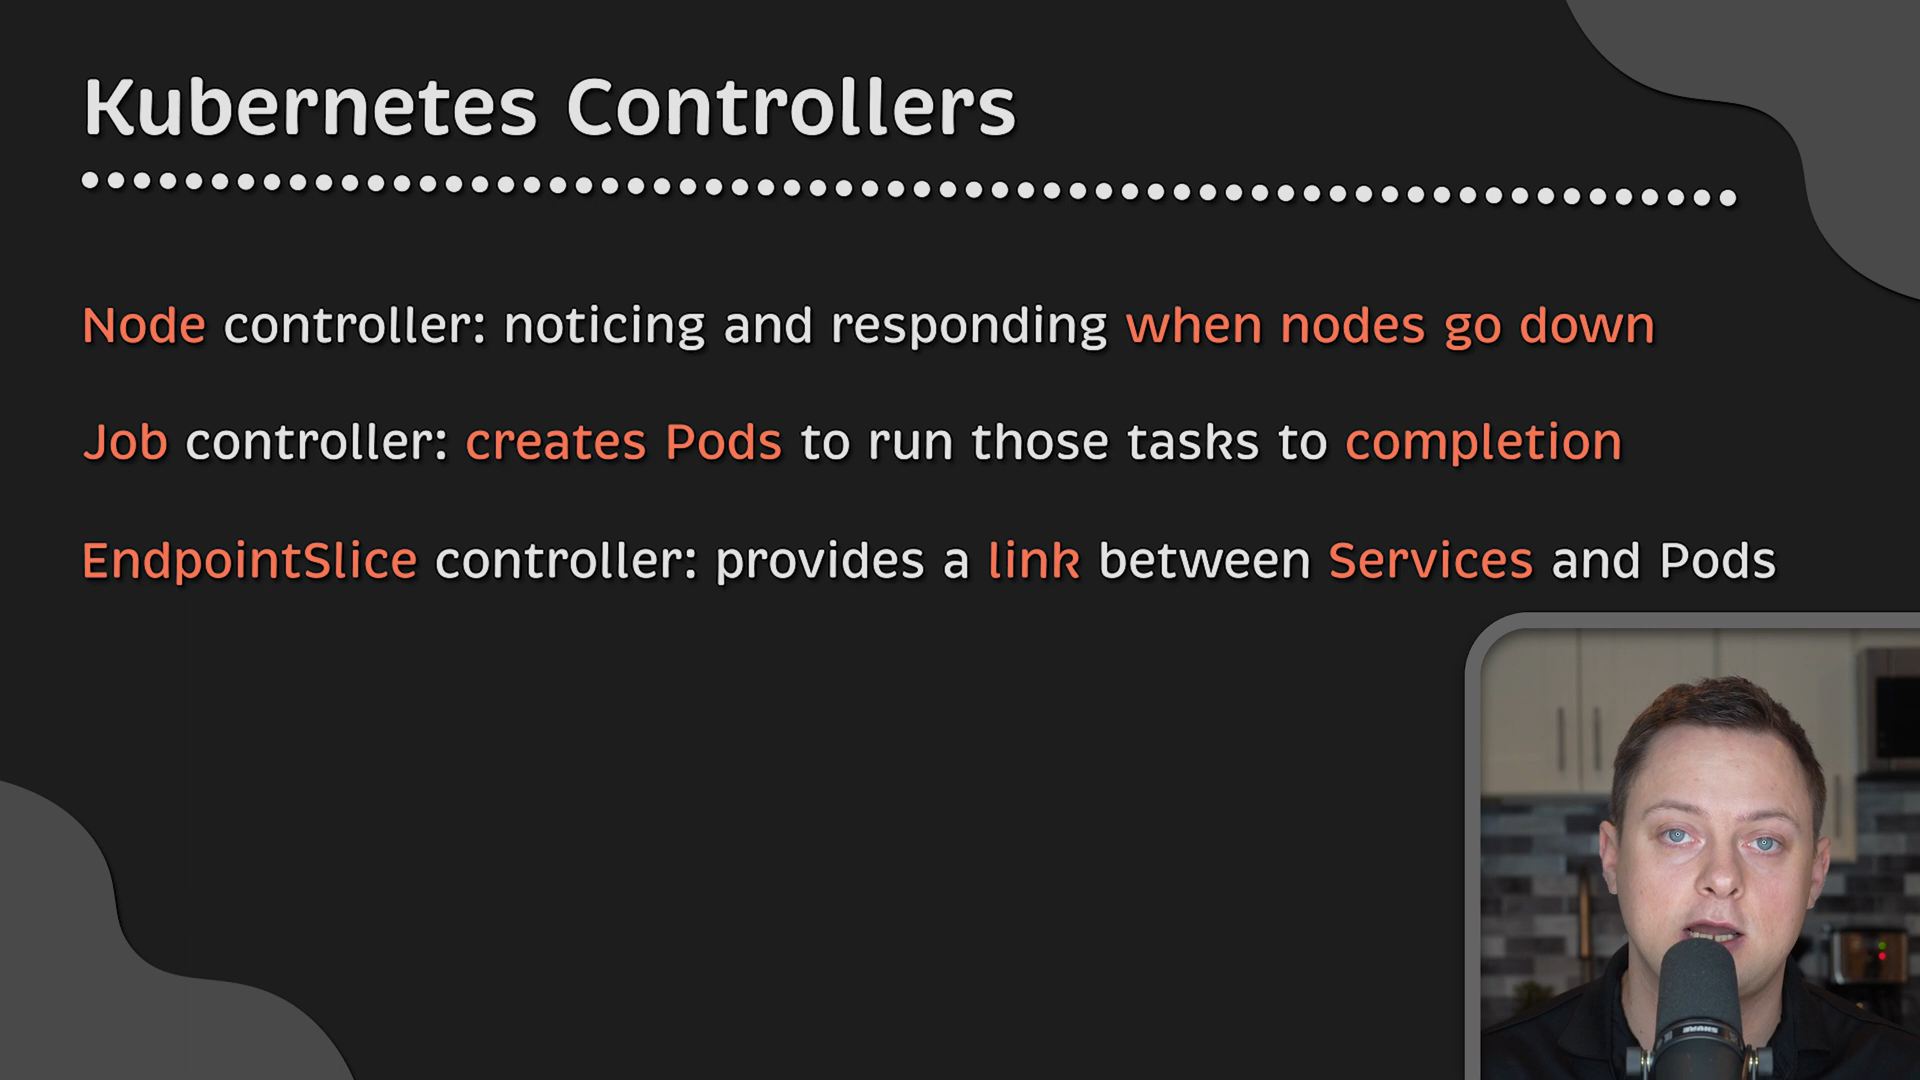 Kubernetes Controllers
Node controller: noticing and responding when nodes go down
Job controller: creates Pods to run those tasks to completion
EndpointSlice controller: provides a link between Services and Pods
SHURE